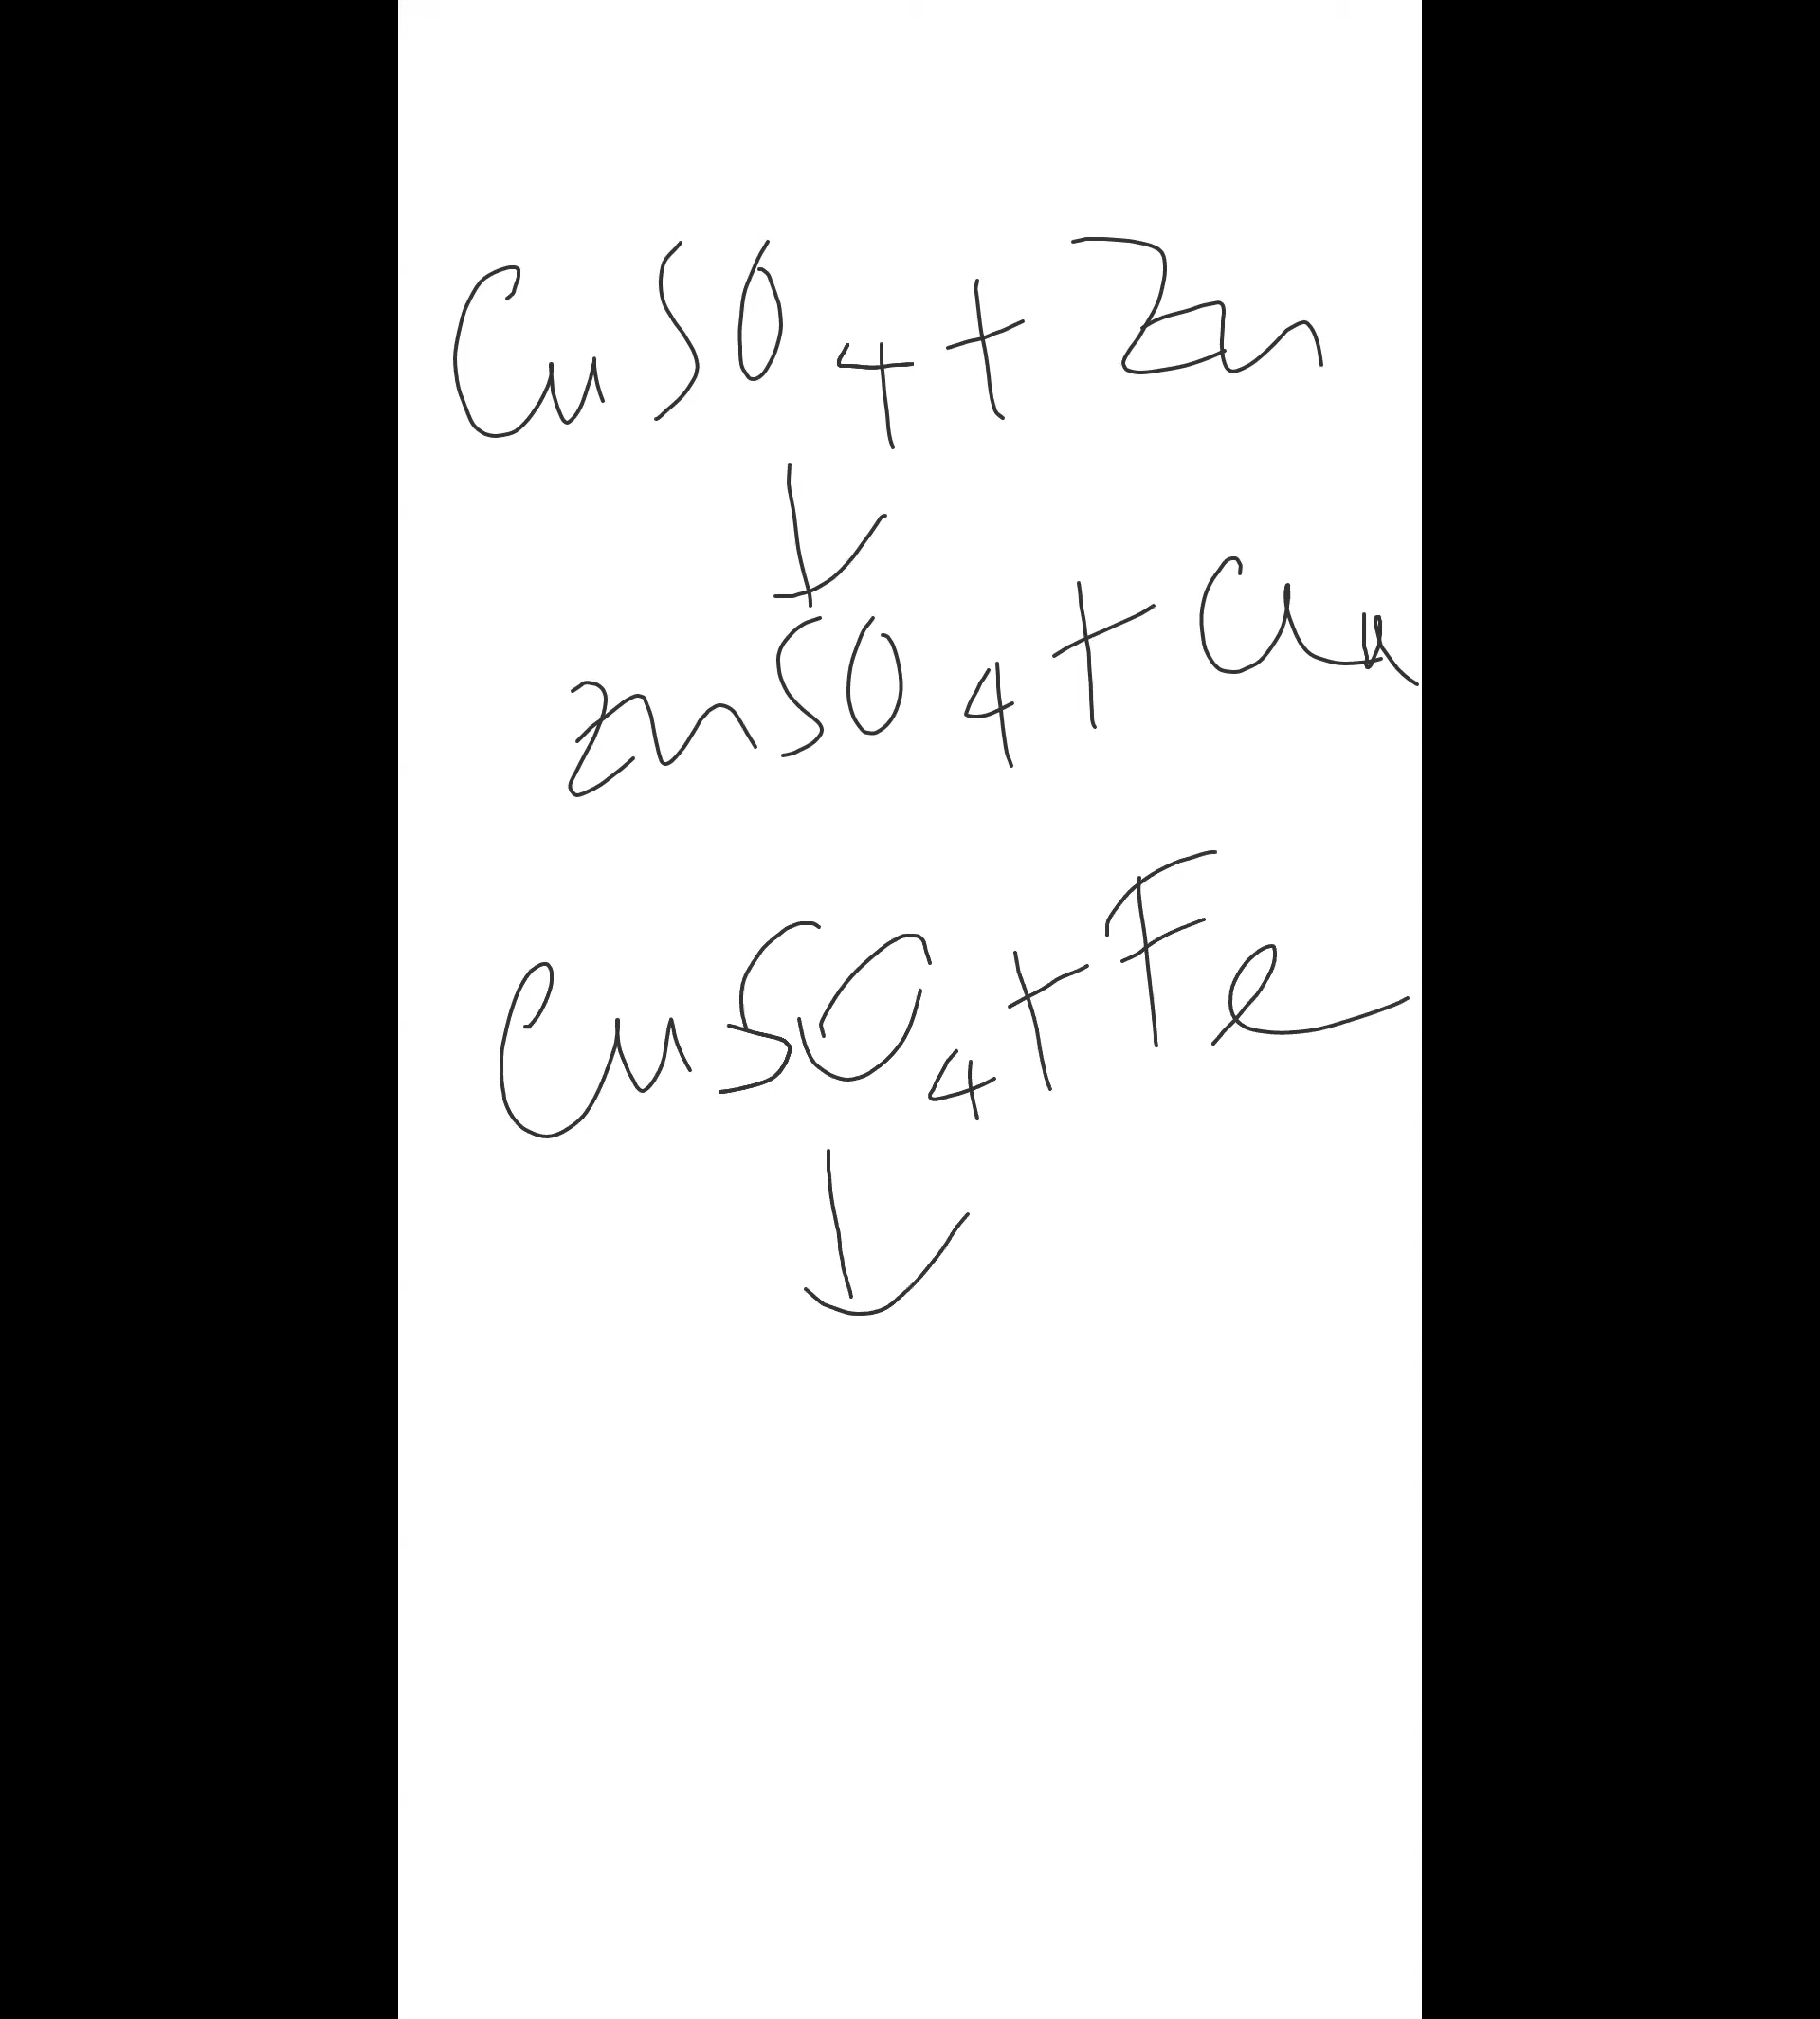 CuSO₄ + Zn
↓
ZnSO₄ + Cu
CuSO₄ + Fe
↓